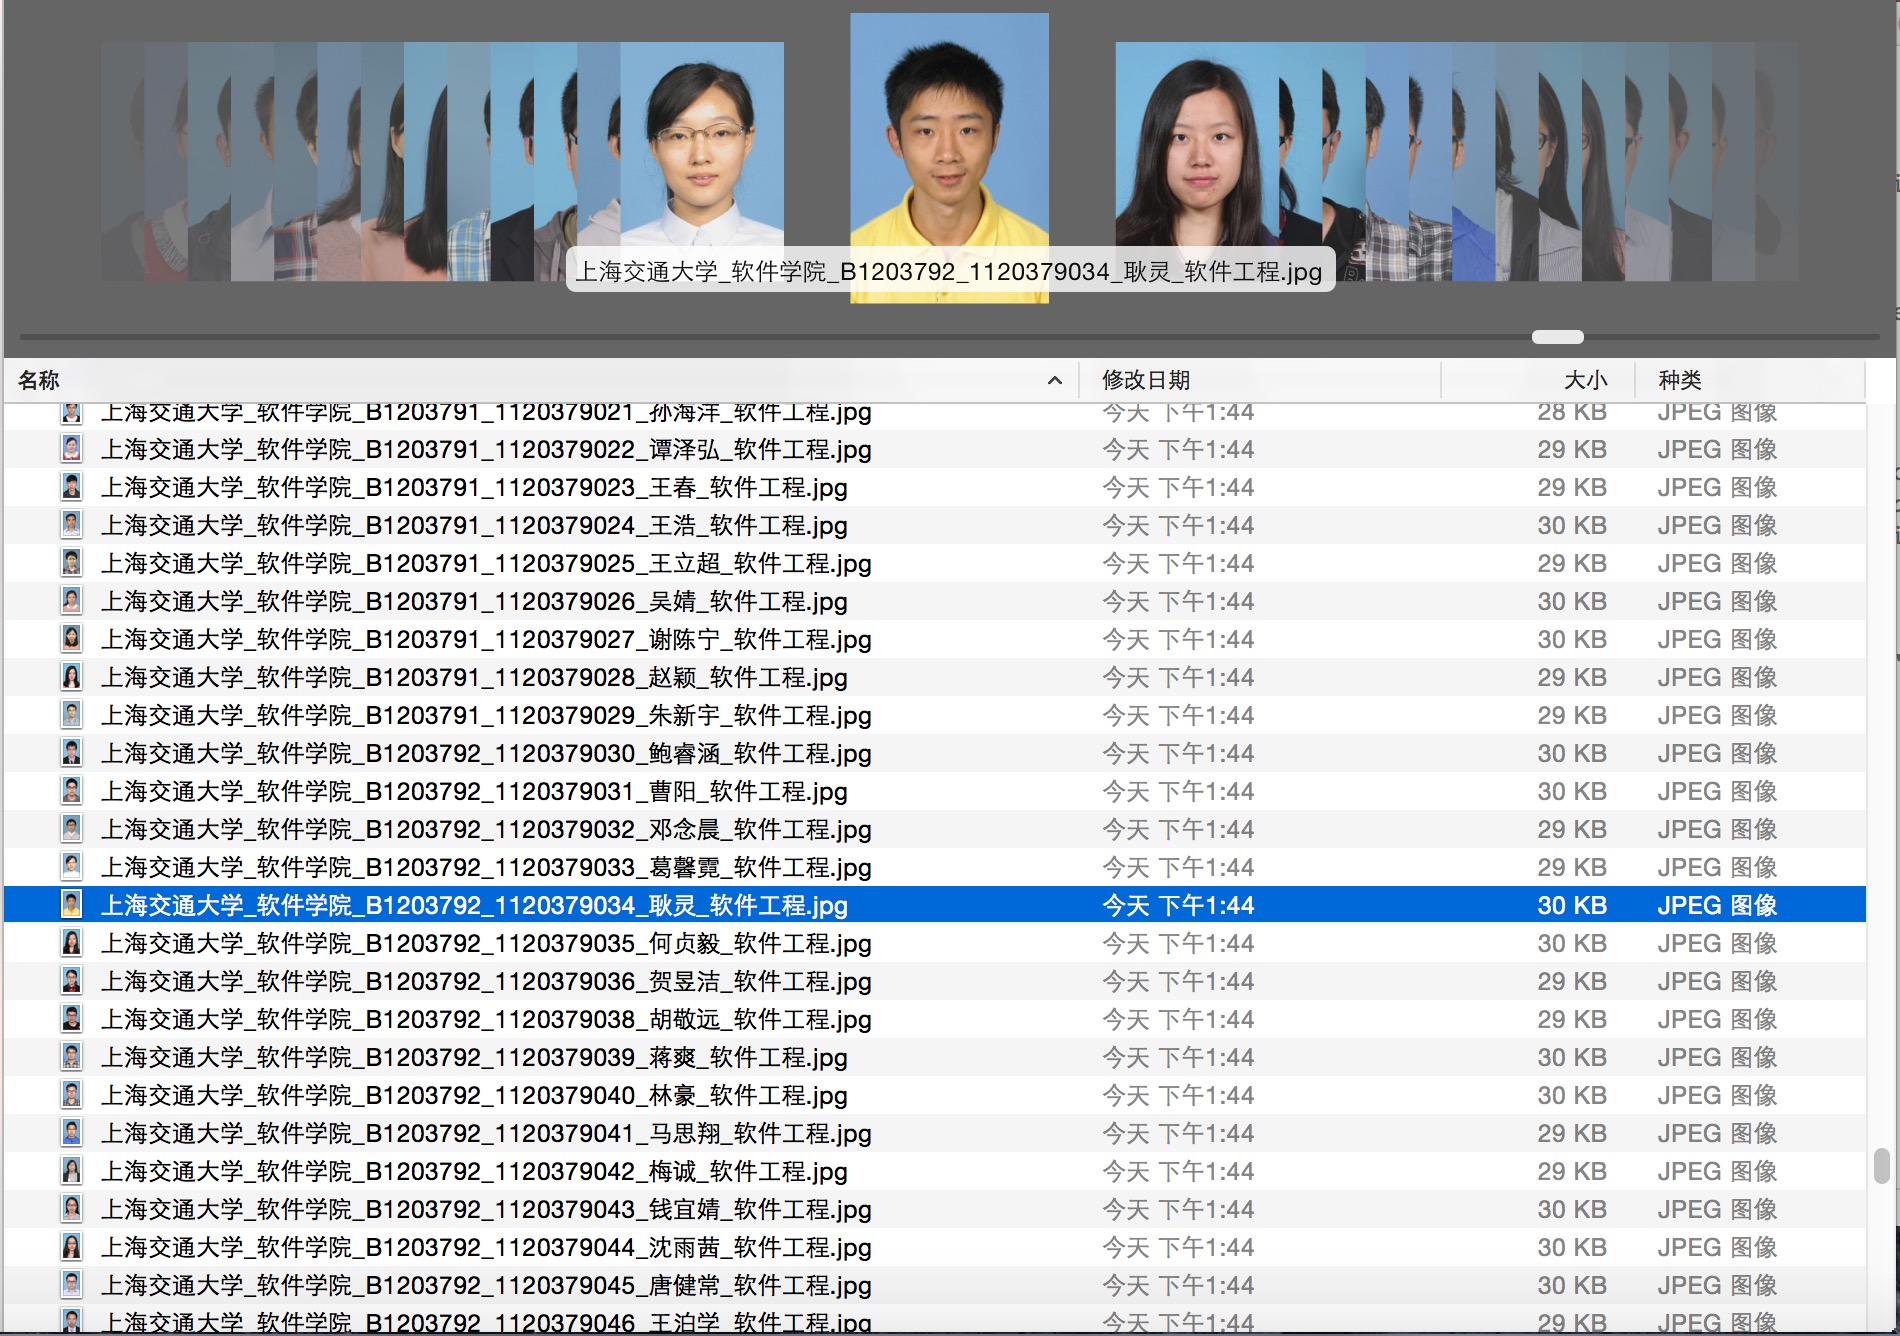 上海交通大学_软件学院_B1203792_1120379034_耿灵_软件工程.jpg
名称 修改日期 大小 种类
上海交通大学_软件学院_B1203791_1120379021_孙海洋_软件工程.jpg 今天 下午1:44 28 KB JPEG 图像
上海交通大学_软件学院_B1203791_1120379022_谭泽弘_软件工程.jpg 今天 下午1:44 29 KB JPEG 图像
上海交通大学_软件学院_B1203791_1120379023_王春_软件工程.jpg 今天 下午1:44 29 KB JPEG 图像
上海交通大学_软件学院_B1203791_1120379024_王浩_软件工程.jpg 今天 下午1:44 30 KB JPEG 图像
上海交通大学_软件学院_B1203791_1120379025_王立超_软件工程.jpg 今天 下午1:44 29 KB JPEG 图像
上海交通大学_软件学院_B1203791_1120379026_吴婧_软件工程.jpg 今天 下午1:44 30 KB JPEG 图像
上海交通大学_软件学院_B1203791_1120379027_谢陈宁_软件工程.jpg 今天 下午1:44 30 KB JPEG 图像
上海交通大学_软件学院_B1203791_1120379028_赵颖_软件工程.jpg 今天 下午1:44 29 KB JPEG 图像
上海交通大学_软件学院_B1203791_1120379029_朱新宇_软件工程.jpg 今天 下午1:44 29 KB JPEG 图像
上海交通大学_软件学院_B1203792_1120379030_鲍睿涵_软件工程.jpg 今天 下午1:44 30 KB JPEG 图像
上海交通大学_软件学院_B1203792_1120379031_曹阳_软件工程.jpg 今天 下午1:44 30 KB JPEG 图像
上海交通大学_软件学院_B1203792_1120379032_邓念晨_软件工程.jpg 今天 下午1:44 29 KB JPEG 图像
上海交通大学_软件学院_B1203792_1120379033_葛馨霓_软件工程.jpg 今天 下午1:44 29 KB JPEG 图像
上海交通大学_软件学院_B1203792_1120379034_耿灵_软件工程.jpg 今天 下午1:44 30 KB JPEG 图像
上海交通大学_软件学院_B1203792_1120379035_何贞毅_软件工程.jpg 今天 下午1:44 30 KB JPEG 图像
上海交通大学_软件学院_B1203792_1120379036_贺昱洁_软件工程.jpg 今天 下午1:44 29 KB JPEG 图像
上海交通大学_软件学院_B1203792_1120379038_胡敬远_软件工程.jpg 今天 下午1:44 29 KB JPEG 图像
上海交通大学_软件学院_B1203792_1120379039_蒋爽_软件工程.jpg 今天 下午1:44 30 KB JPEG 图像
上海交通大学_软件学院_B1203792_1120379040_林豪_软件工程.jpg 今天 下午1:44 30 KB JPEG 图像
上海交通大学_软件学院_B1203792_1120379041_马思翔_软件工程.jpg 今天 下午1:44 29 KB JPEG 图像
上海交通大学_软件学院_B1203792_1120379042_梅诚_软件工程.jpg 今天 下午1:44 29 KB JPEG 图像
上海交通大学_软件学院_B1203792_1120379043_钱宜婧_软件工程.jpg 今天 下午1:44 30 KB JPEG 图像
上海交通大学_软件学院_B1203792_1120379044_沈雨茜_软件工程.jpg 今天 下午1:44 30 KB JPEG 图像
上海交通大学_软件学院_B1203792_1120379045_唐健常_软件工程.jpg 今天 下午1:44 30 KB JPEG 图像
上海交通大学_软件学院_B1203792_1120379046_王泊学_软件工程.jpg 今天 下午1:44 29 KB JPEG 图像